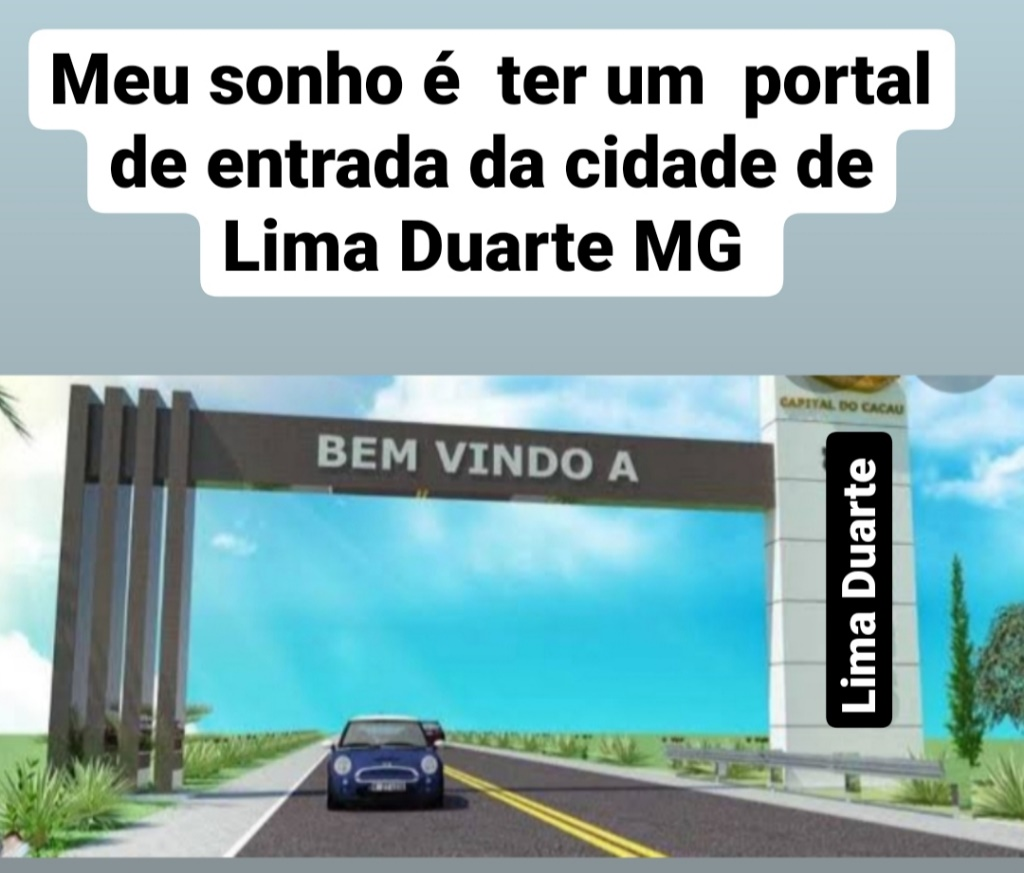 Meu sonho é ter um portal
de entrada da cidade de
Lima Duarte MG
CAPITAL DO CACAU
BEM VINDO A
Lima Duarte